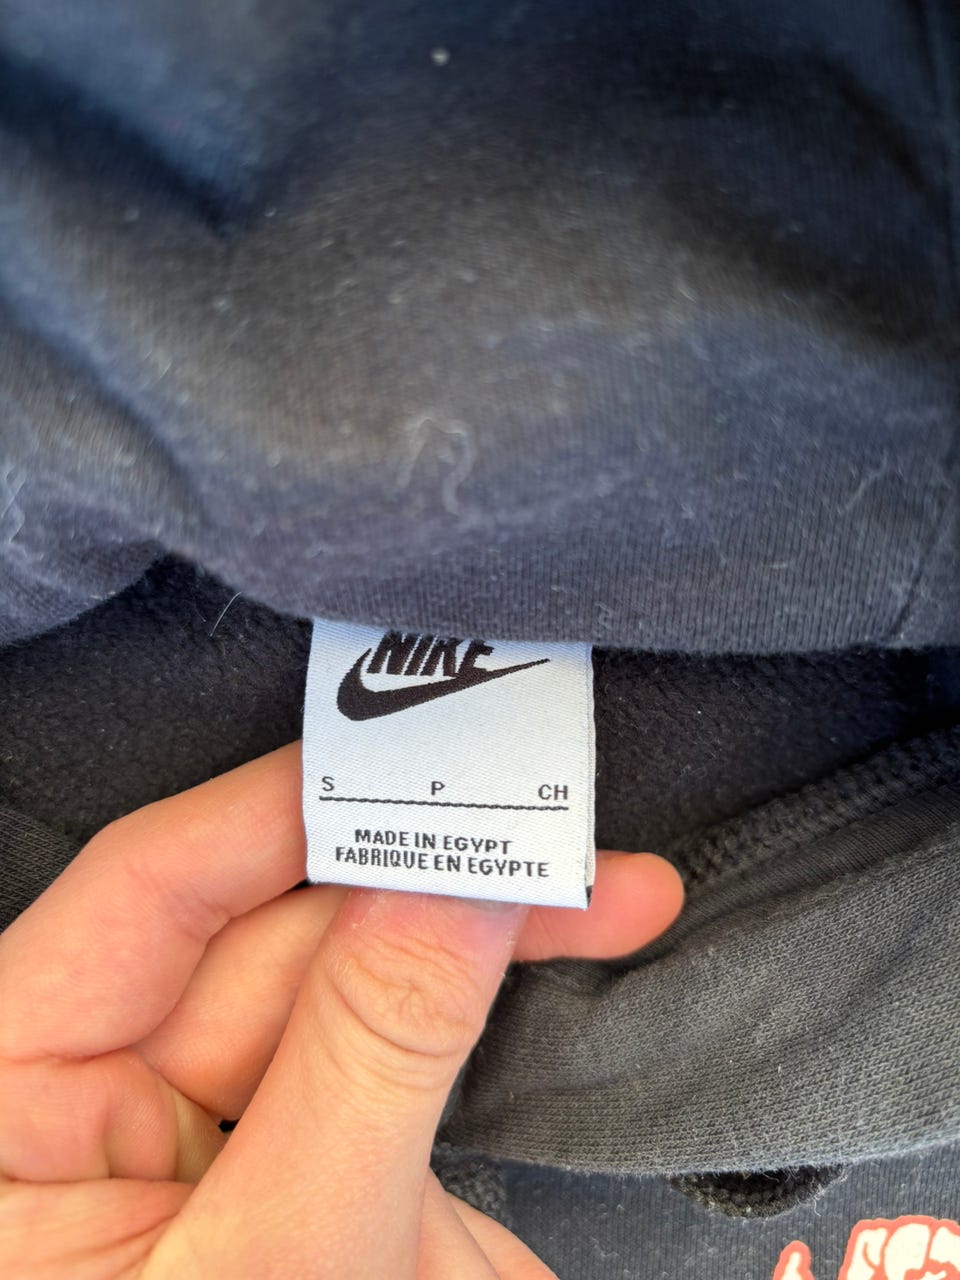 NIKE
S P CH
MADE IN EGYPT
FABRIQUE EN EGYPTE